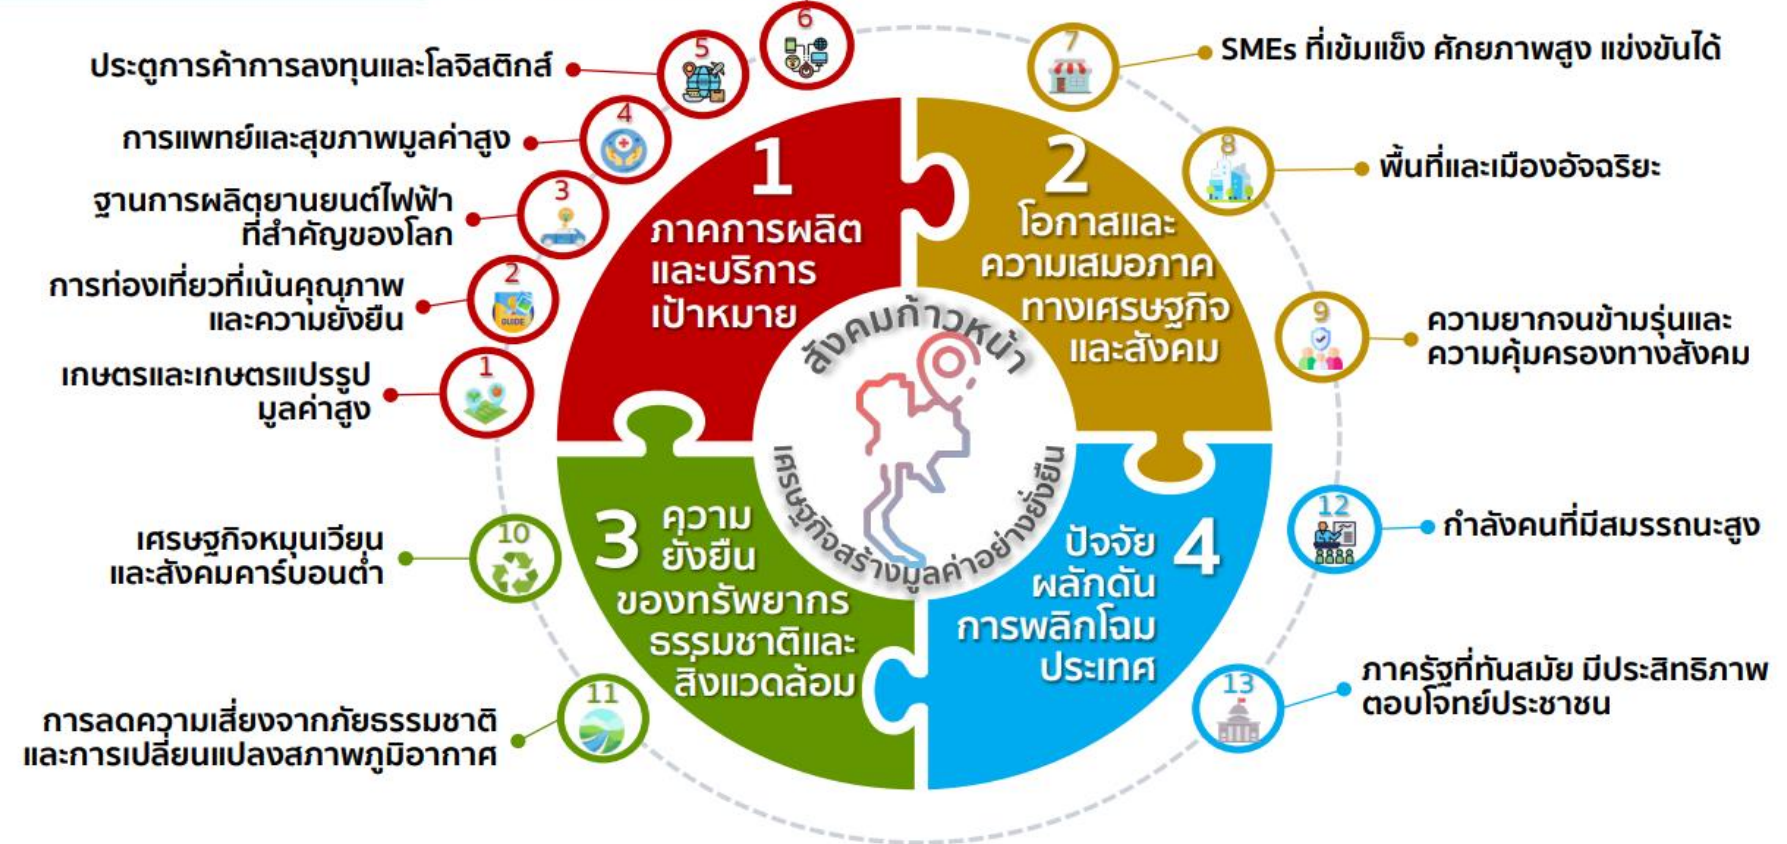 6
5
ประตูการค้าการลงทุนและโลจิสติกส์
4
การแพทย์และสุขภาพมูลค่าสูง
3
ฐานการผลิตยานยนต์ไฟฟ้า
ที่สำคัญของโลก
2
การท่องเที่ยวที่เน้นคุณภาพ
และความยั่งยืน
GUIDE
1
เกษตรและเกษตรแปรรูป
มูลค่าสูง
7
SMEs ที่เข้มแข็ง ศักยภาพสูง แข่งขันได้
8
พื้นที่และเมืองอัจฉริยะ
9
ความยากจนข้ามรุ่นและ
ความคุ้มครองทางสังคม
1
ภาคการผลิต
และบริการ
เป้าหมาย
2
โอกาสและ
ความเสมอภาค
ทางเศรษฐกิจ
และสังคม
สังคมก้าวหน้า
เศรษฐกิจสร้างมูลค่าอย่างยั่งยืน
3 ความ
ยั่งยืน
ของทรัพยากร
ธรรมชาติและ
สิ่งแวดล้อม
ปัจจัย 4
ผลักดัน
การพลิกโฉม
ประเทศ
10
เศรษฐกิจหมุนเวียน
และสังคมคาร์บอนต่ำ
11
การลดความเสี่ยงจากภัยธรรมชาติ
และการเปลี่ยนแปลงสภาพภูมิอากาศ
12
กำลังคนที่มีสมรรถนะสูง
13
ภาครัฐที่ทันสมัย มีประสิทธิภาพ
ตอบโจทย์ประชาชน